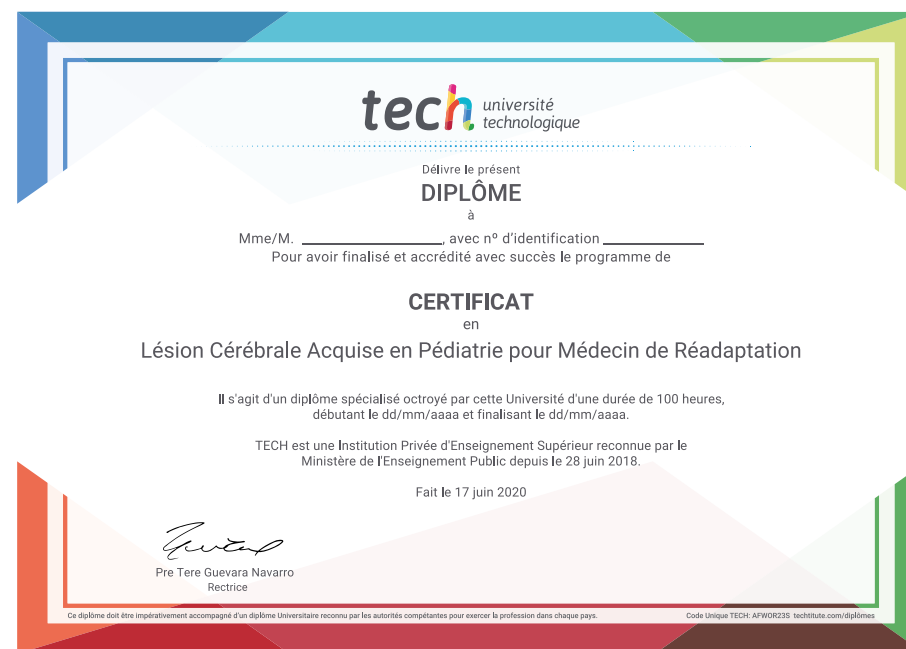 tech université
technologique
Délivre le présent
DIPLÔME
à
Mme/M. ____________, avec nº d'identification ____________
Pour avoir finalisé et accrédité avec succès le programme de
CERTIFICAT
en
Lésion Cérébrale Acquise en Pédiatrie pour Médecin de Réadaptation
Il s'agit d'un diplôme spécialisé octroyé par cette Université d'une durée de 100 heures,
débutant le dd/mm/aaaa et finalisant le dd/mm/aaaa.
TECH est une Institution Privée d'Enseignement Supérieur reconnue par le
Ministère de l'Enseignement Public depuis le 28 juin 2018.
Fait le 17 juin 2020
Pre Tere Guevara Navarro
Rectrice
Ce diplôme doit être impérativement accompagné d'un diplôme Universitaire reconnu par les autorités compétantes pour exercer la profession dans chaque pays.
Code Unique TECH: AFWOR23S techtitute.com/diplômes